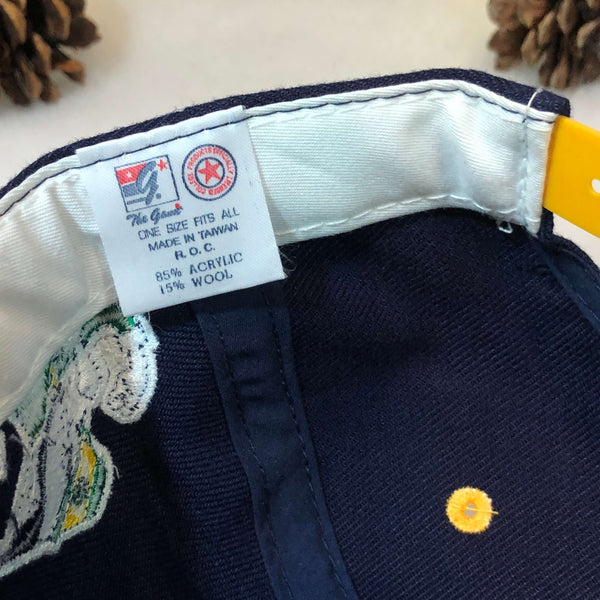 G.
The Game
ONE SIZE FITS ALL
MADE IN TAIWAN
R.O.C.
85% ACRYLIC
15% WOOL